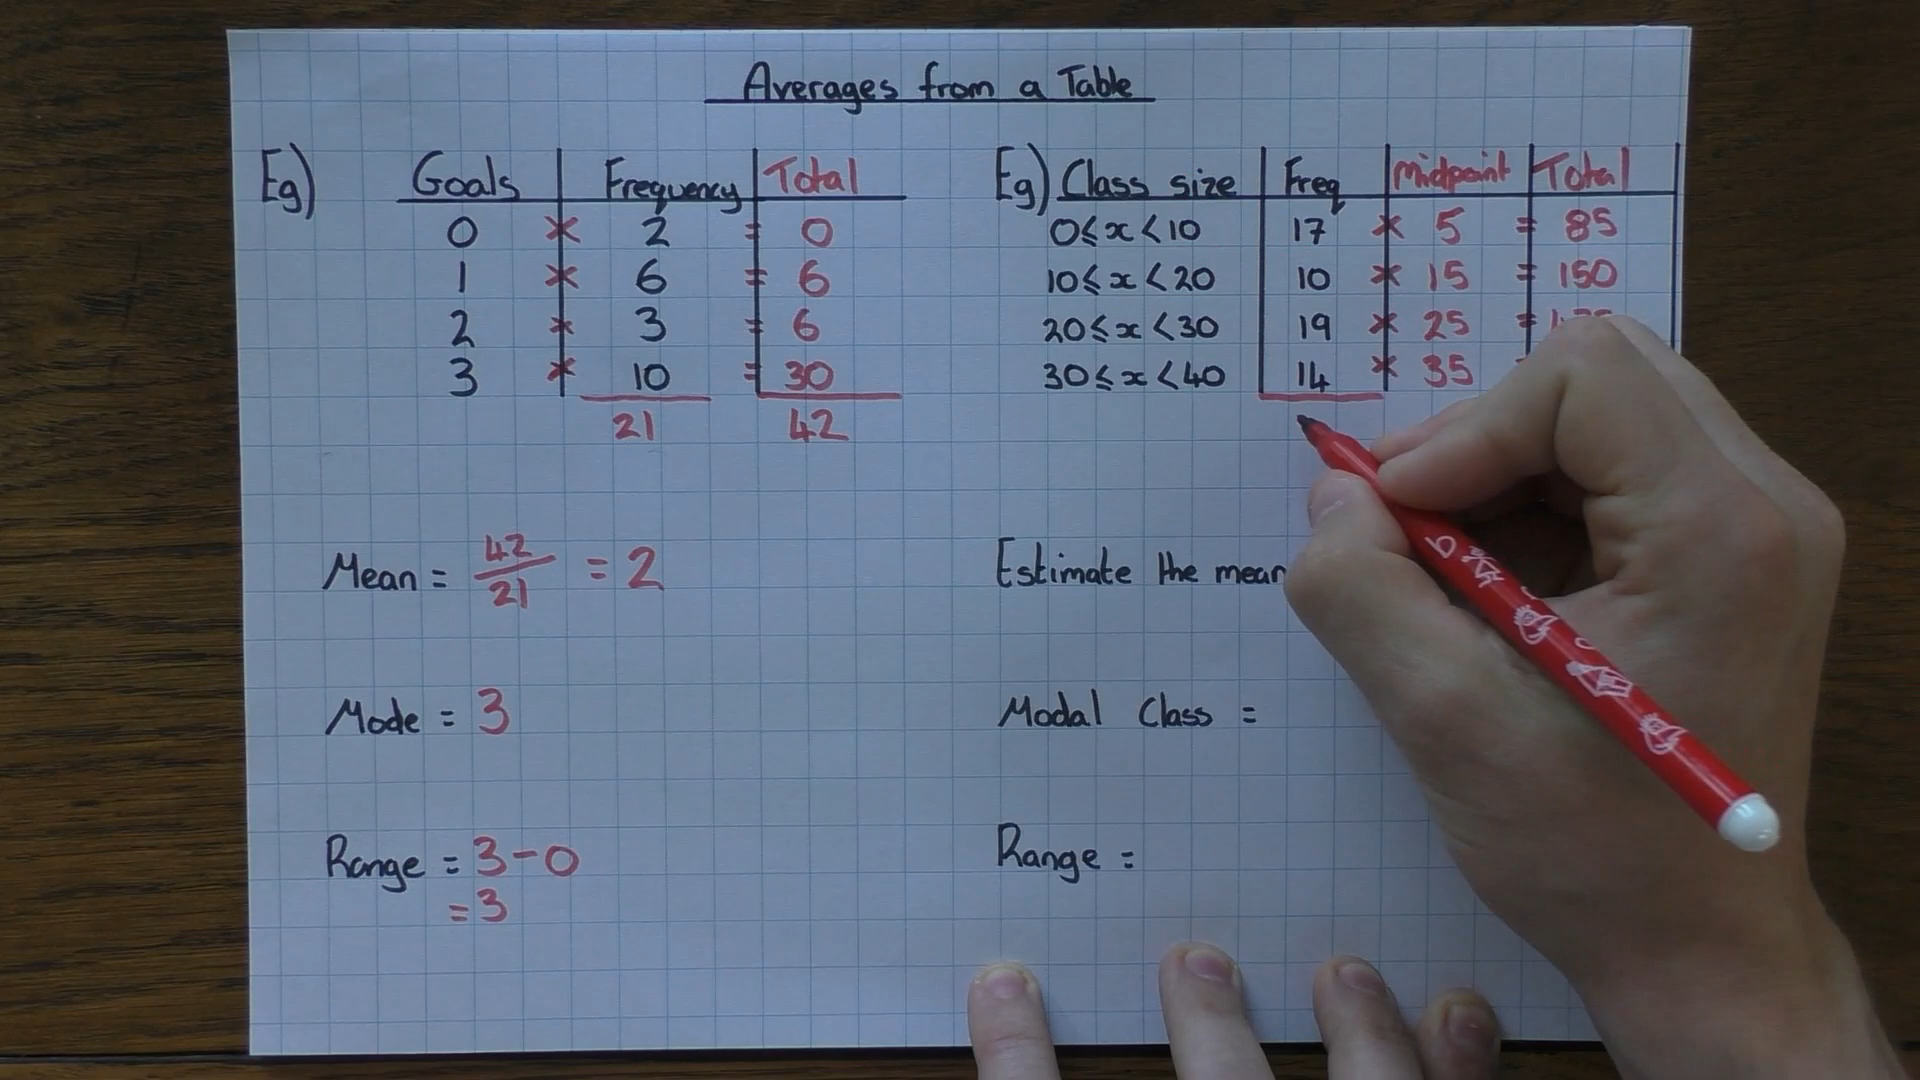 Averages from a Table
Eg)
Goals Frequency Total
0 × 2 = 0
1 × 6 = 6
2 × 3 = 6
3 × 10 = 30
21 42
Mean = 42/21 = 2
Mode = 3
Range = 3-0
= 3
Eg) Class size Freq Midpoint Total
0≤x<10 17 × 5 = 85
10≤x<20 10 × 15 = 150
20≤x<30 19 × 25 =
30≤x<40 14 × 35 =
Estimate the mean
Modal Class =
Range =